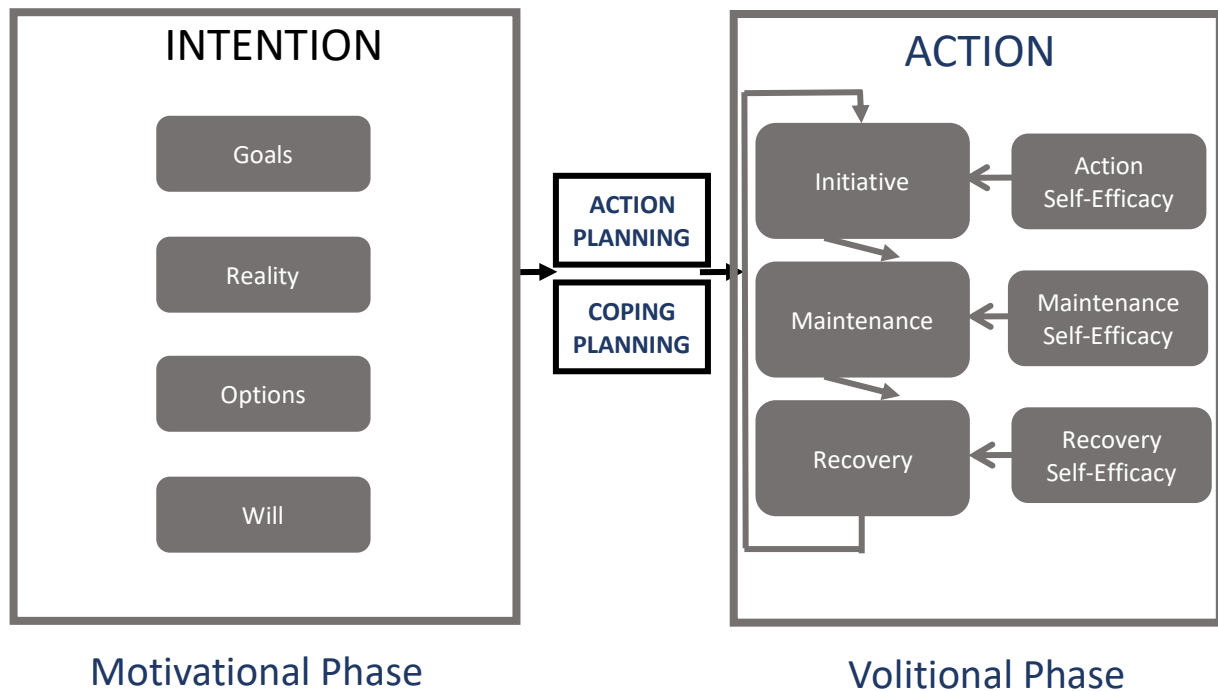 INTENTION
Goals
Reality
Options
Will
Motivational Phase
ACTION
PLANNING
COPING
PLANNING
ACTION
Initiative
Action
Self-Efficacy
Maintenance
Maintenance
Self-Efficacy
Recovery
Recovery
Self-Efficacy
Volitional Phase